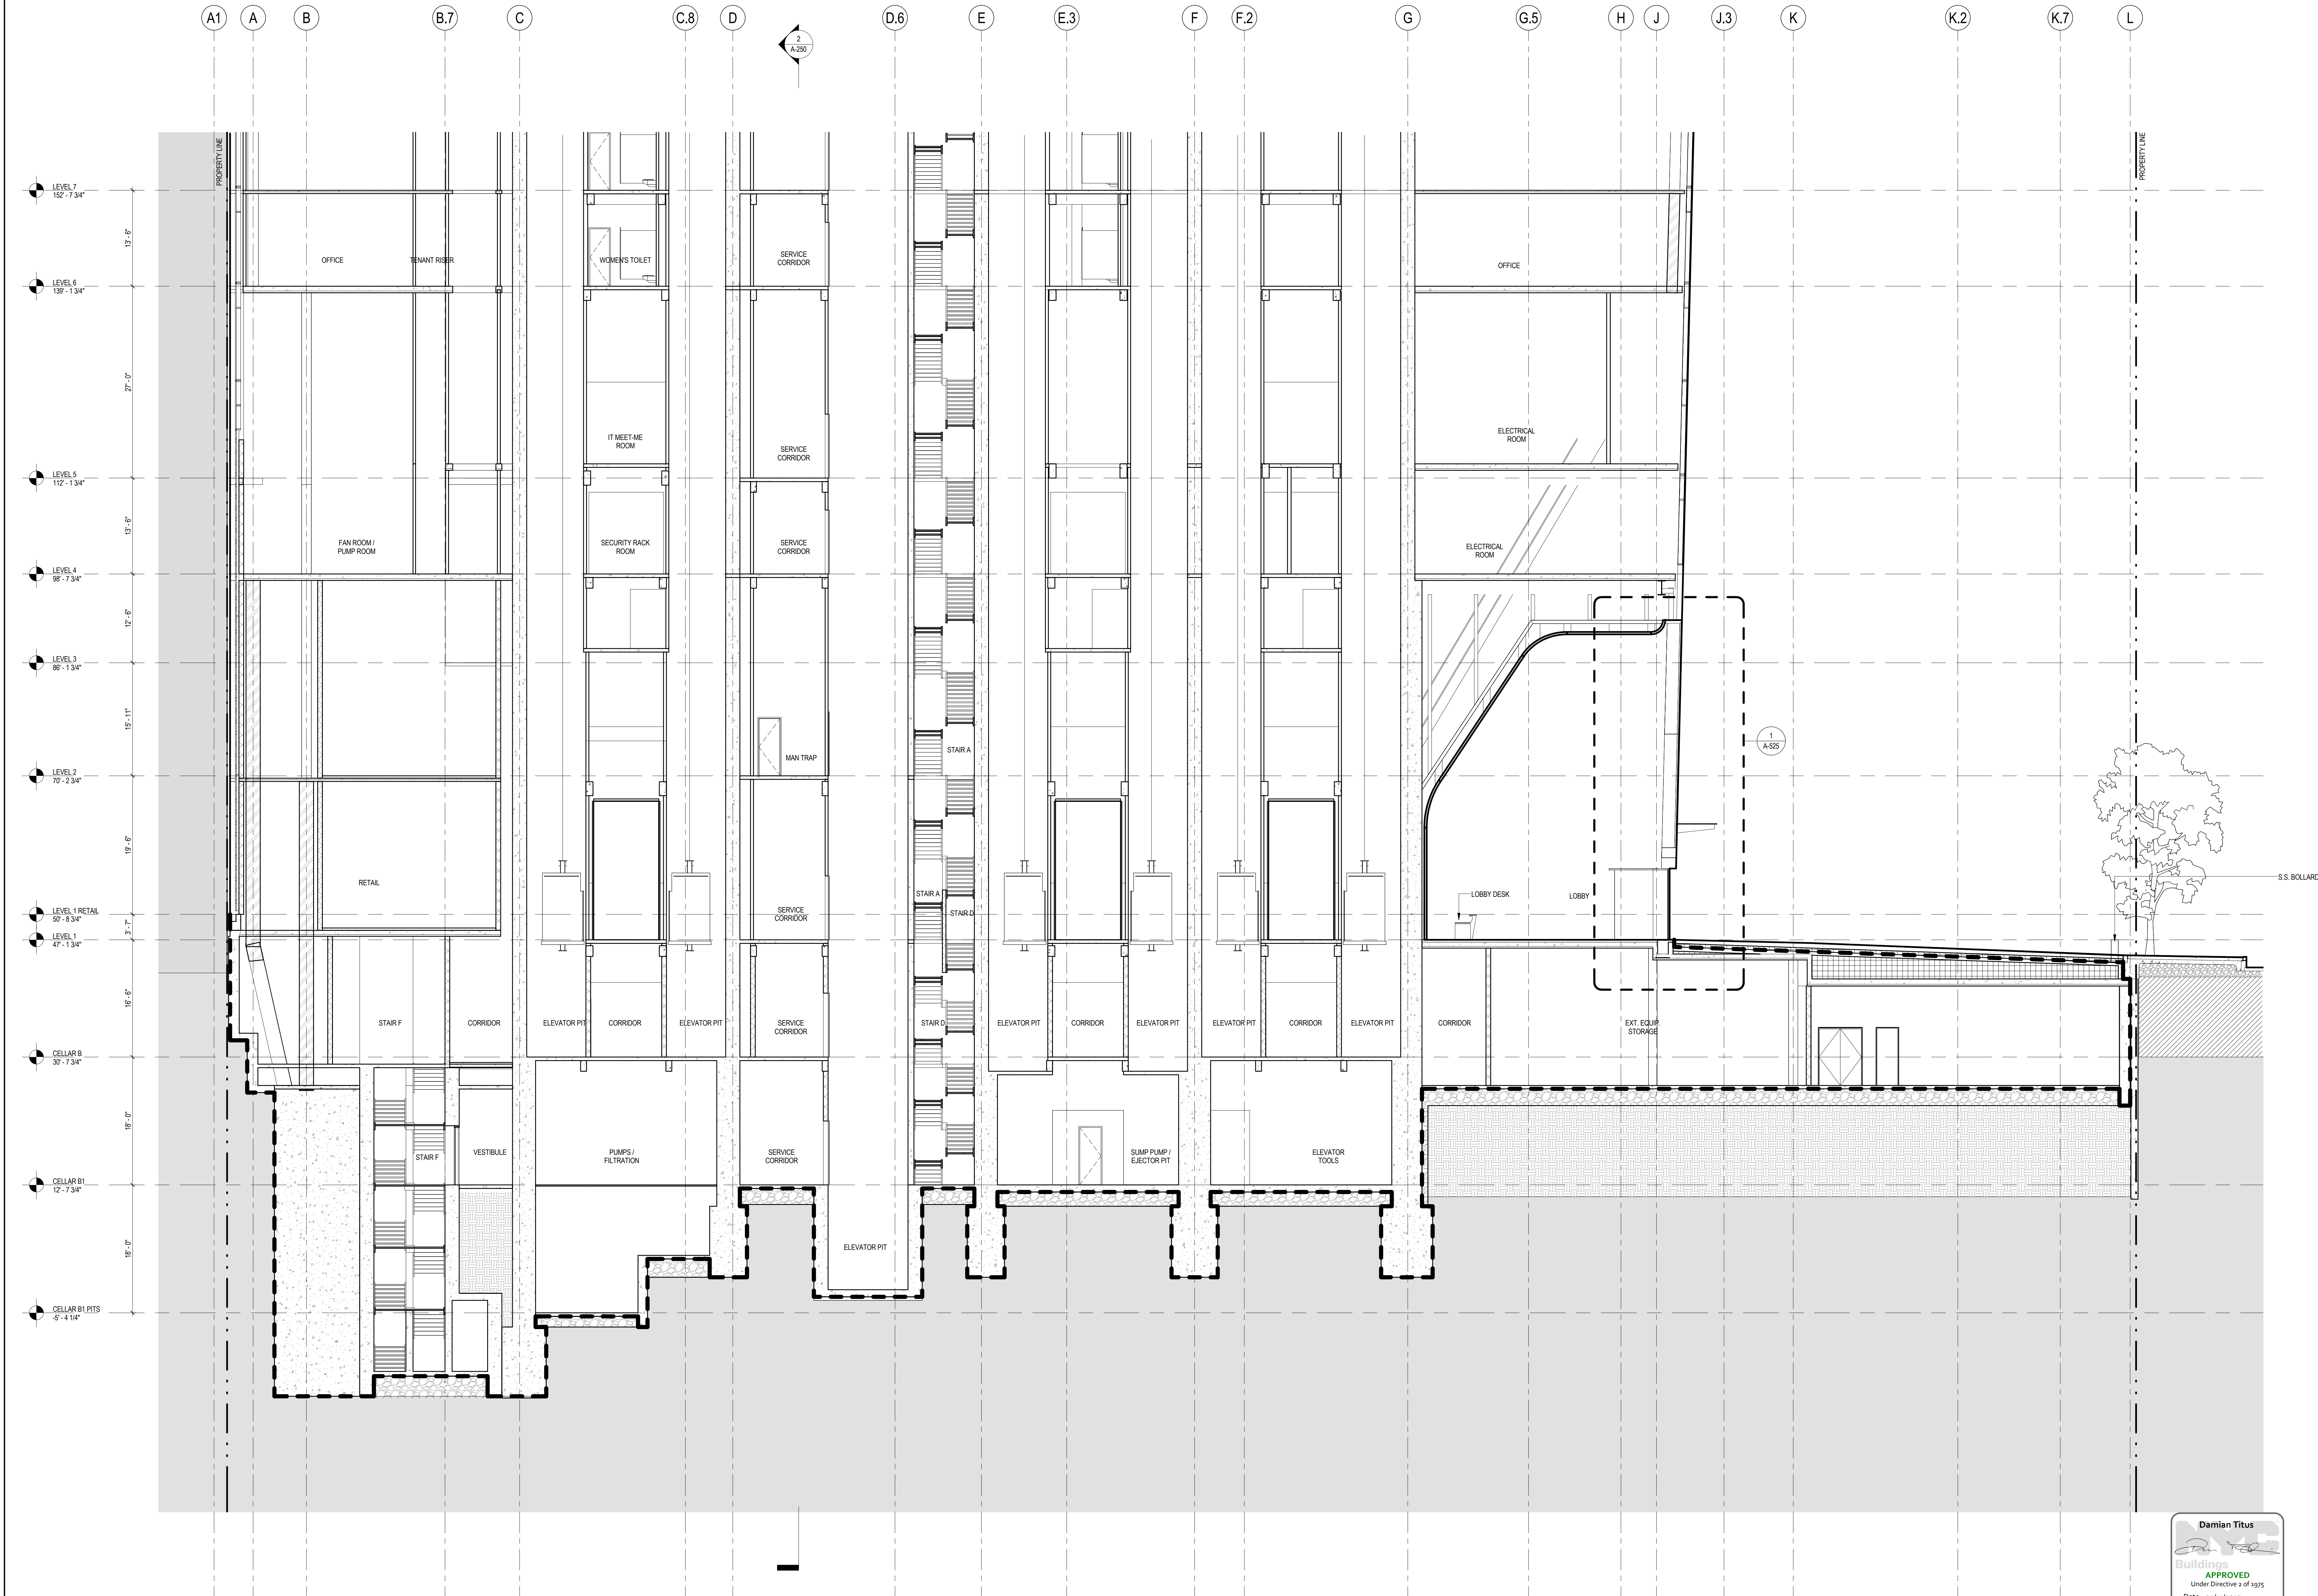 A1
A
B
B.7
C
C.8
D
D.6
E
E.3
F
F.2
G
G.5
H
J
J.3
K
K.2
K.7
L
2
A-250
PROPERTY LINE
PROPERTY LINE
LEVEL 7
152' - 7 3/4"
13' - 6"
OFFICE
TENANT RISER
WOMEN'S TOILET
SERVICE
CORRIDOR
OFFICE
LEVEL 6
139' - 1 3/4"
27' - 0"
IT MEET-ME
ROOM
SERVICE
CORRIDOR
ELECTRICAL
ROOM
LEVEL 5
112' - 1 3/4"
13' - 6"
FAN ROOM /
PUMP ROOM
SECURITY RACK
ROOM
SERVICE
CORRIDOR
ELECTRICAL
ROOM
LEVEL 4
98' - 7 3/4"
12' - 6"
LEVEL 3
86' - 1 3/4"
15' - 11"
MAN TRAP
STAIR A
1
A-525
LEVEL 2
70' - 2 3/4"
19' - 6"
RETAIL
SERVICE
CORRIDOR
STAIR A
STAIR D
LOBBY DESK
LOBBY
S.S. BOLLARD
LEVEL 1 RETAIL
50' - 8 3/4"
3' - 7"
LEVEL 1
47' - 1 3/4"
16' - 6"
STAIR F
CORRIDOR
ELEVATOR PIT
CORRIDOR
ELEVATOR PIT
SERVICE
CORRIDOR
STAIR D
ELEVATOR PIT
CORRIDOR
ELEVATOR PIT
ELEVATOR PIT
CORRIDOR
ELEVATOR PIT
CORRIDOR
EXT. EQUIP.
STORAGE
CELLAR B
30' - 7 3/4"
18' - 0"
STAIR F
VESTIBULE
PUMPS /
FILTRATION
SERVICE
CORRIDOR
SUMP PUMP /
EJECTOR PIT
ELEVATOR
TOOLS
CELLAR B1
12' - 7 3/4"
18' - 0"
ELEVATOR PIT
CELLAR B1 PITS
-5' - 4 1/4"
Damian Titus
NYC
Buildings
APPROVED
Under Directive 2 of 1975